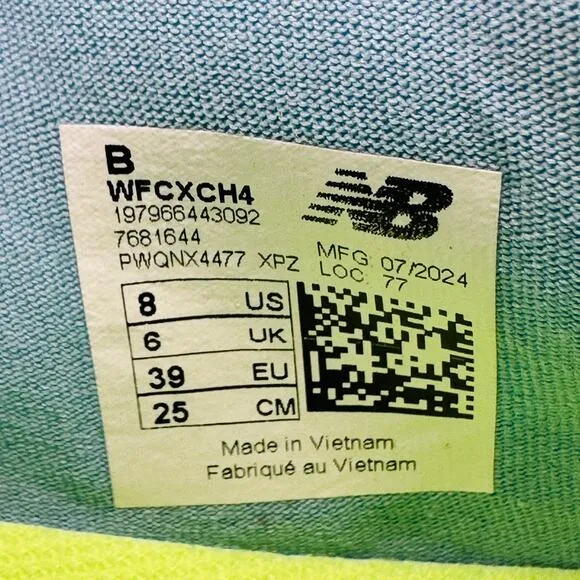 B
WFCXCH4
197966443092
7681644
PWQNX4477 XPZ
NB
MFG 07/2024
LOC. 77
8 US
6 UK
39 EU
25 CM
Made in Vietnam
Fabriqué au Vietnam